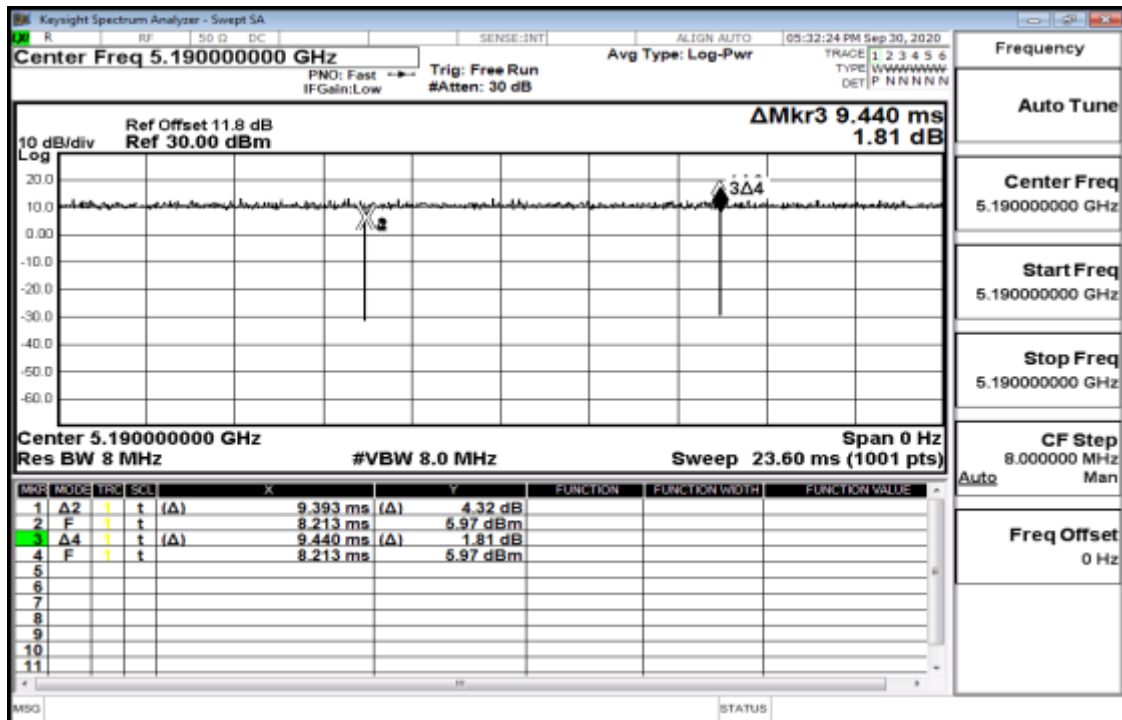 Keysight Spectrum Analyzer - Swept SA
R RF 50 Ω DC SENSE:INT ALIGN AUTO 05:32:24 PM Sep 30, 2020
Center Freq 5.190000000 GHz
PNO: Fast
IFGain:Low
Trig: Free Run
#Atten: 30 dB
Avg Type: Log-Pwr
TRACE 1 2 3 4 5 6
TYPE WWWWWW
DET P N N N N N
ΔMkr3 9.440 ms
1.81 dB
Ref Offset 11.8 dB
10 dB/div Ref 30.00 dBm
Log
20.0
10.0
0.00
-10.0
-20.0
-30.0
-40.0
-50.0
-60.0
3Δ4
Center 5.190000000 GHz Span 0 Hz
Res BW 8 MHz #VBW 8.0 MHz Sweep 23.60 ms (1001 pts)
MKR MODE TRC SCL X Y FUNCTION FUNCTION WIDTH FUNCTION VALUE
1 Δ2 1 t (Δ) 9.393 ms (Δ) 4.32 dB
2 F 1 t 8.213 ms 5.97 dBm
3 Δ4 1 t (Δ) 9.440 ms (Δ) 1.81 dB
4 F 1 t 8.213 ms 5.97 dBm
5
6
7
8
9
10
11
MSG STATUS
Frequency
Auto Tune
Center Freq
5.190000000 GHz
Start Freq
5.190000000 GHz
Stop Freq
5.190000000 GHz
CF Step
8.000000 MHz
Auto Man
Freq Offset
0 Hz